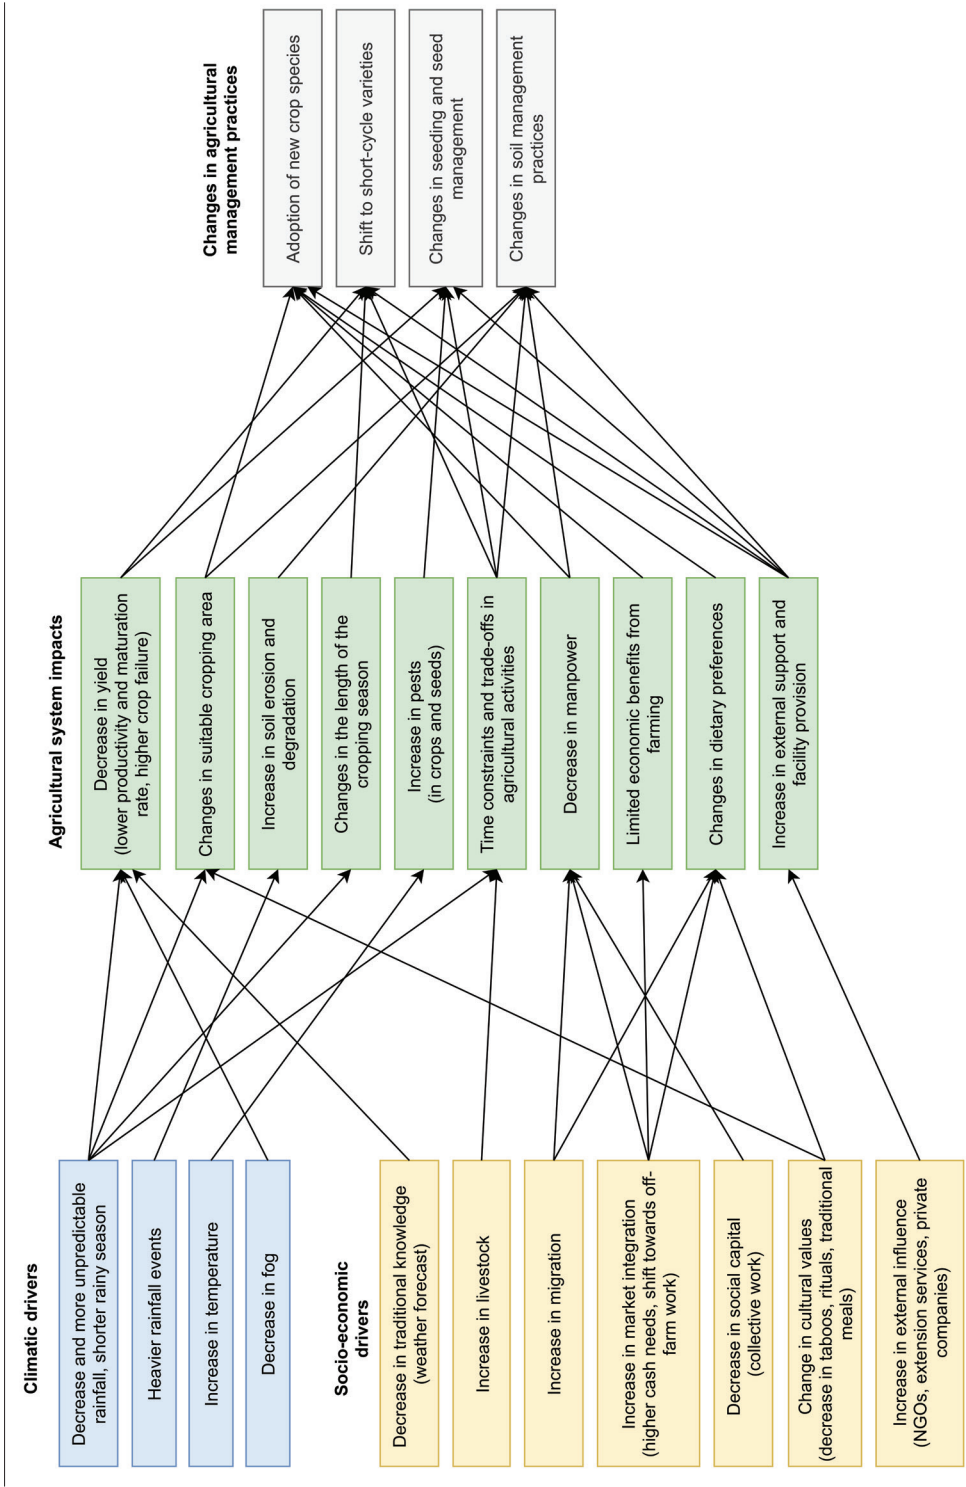 Climatic drivers
Decrease and more unpredictable
rainfall, shorter rainy season
Heavier rainfall events
Increase in temperature
Decrease in fog
Socio-economic
drivers
Decrease in traditional knowledge
(weather forecast)
Increase in livestock
Increase in migration
Increase in market integration
(higher cash needs, shift towards off-
farm work)
Decrease in social capital
(collective work)
Change in cultural values
(decrease in taboos, rituals, traditional
meals)
Increase in external influence
(NGOs, extension services, private
companies)
Agricultural system impacts
Decrease in yield
(lower productivity and maturation
rate, higher crop failure)
Changes in suitable cropping area
Increase in soil erosion and
degradation
Changes in the length of the
cropping season
Increase in pests
(in crops and seeds)
Time constraints and trade-offs in
agricultural activities
Decrease in manpower
Limited economic benefits from
farming
Changes in dietary preferences
Increase in external support and
facility provision
Changes in agricultural
management practices
Adoption of new crop species
Shift to short-cycle varieties
Changes in seeding and seed
management
Changes in soil management
practices